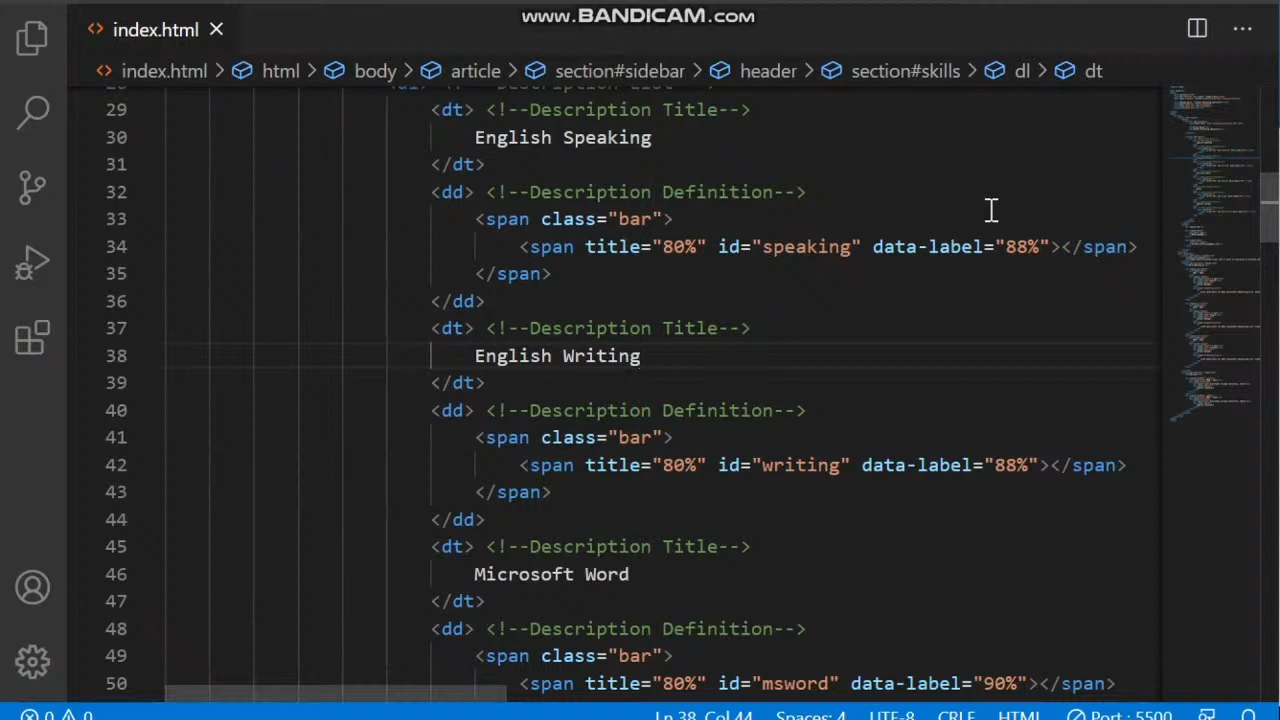 www.BANDICAM.com
index.html
index.html > html > body > article > section#sidebar > header > section#skills > dl > dt
28 <dl> <!--Description List-->
29 <dt> <!--Description Title-->
30 English Speaking
31 </dt>
32 <dd> <!--Description Definition-->
33 <span class="bar">
34 <span title="80%" id="speaking" data-label="88%"></span>
35 </span>
36 </dd>
37 <dt> <!--Description Title-->
38 English Writing
39 </dt>
40 <dd> <!--Description Definition-->
41 <span class="bar">
42 <span title="80%" id="writing" data-label="88%"></span>
43 </span>
44 </dd>
45 <dt> <!--Description Title-->
46 Microsoft Word
47 </dt>
48 <dd> <!--Description Definition-->
49 <span class="bar">
50 <span title="80%" id="msword" data-label="90%"></span>
0 0 Ln 38, Col 44 Spaces: 4 UTF-8 CRLF HTML Port : 5500